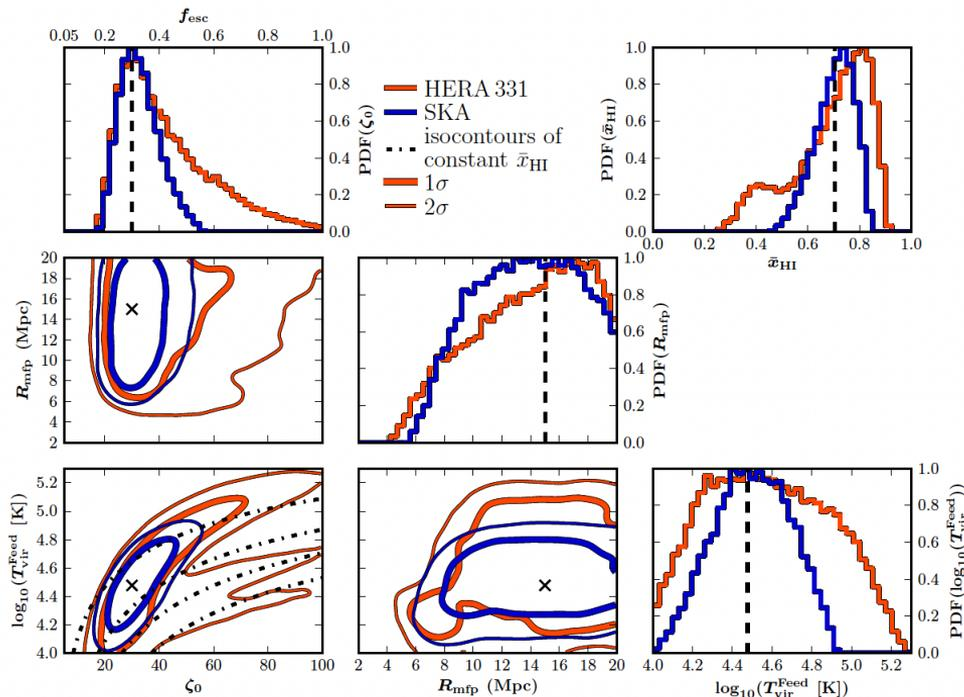 f_esc
0.05 0.2 0.4 0.6 0.8 1.0
1.0
0.8
0.6
0.4
0.2
0.0
PDF(ζ₀)
HERA 331
SKA
isocontours of
constant x̄_HI
1σ
2σ
PDF(x̄_HI)
1.0
0.8
0.6
0.4
0.2
0.0
0.0 0.2 0.4 0.6 0.8 1.0
x̄_HI
R_mfp (Mpc)
20
18
16
14
12
10
8
6
4
2
1.0
0.8
0.6
0.4
0.2
0.0
PDF(R_mfp)
log₁₀(T_vir^Feed [K])
5.2
5.0
4.8
4.6
4.4
4.2
4.0
20 40 60 80 100
ζ₀
2 4 6 8 10 12 14 16 18 20
R_mfp (Mpc)
1.0
0.8
0.6
0.4
0.2
0.0
PDF(log₁₀(T_vir^Feed))
4.0 4.2 4.4 4.6 4.8 5.0 5.2
log₁₀(T_vir^Feed [K])